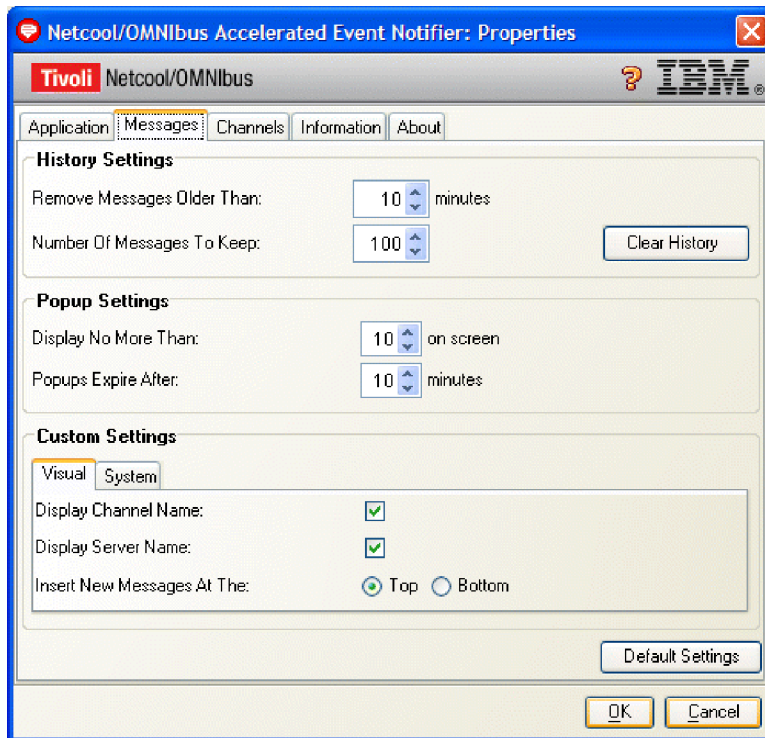 Netcool/OMNIbus Accelerated Event Notifier: Properties
Tivoli Netcool/OMNIbus ? IBM®
Application Messages Channels Information About
History Settings
Remove Messages Older Than: 10 minutes
Number Of Messages To Keep: 100 Clear History
Popup Settings
Display No More Than: 10 on screen
Popups Expire After: 10 minutes
Custom Settings
Visual System
Display Channel Name:
Display Server Name:
Insert New Messages At The: Top Bottom
Default Settings
OK Cancel